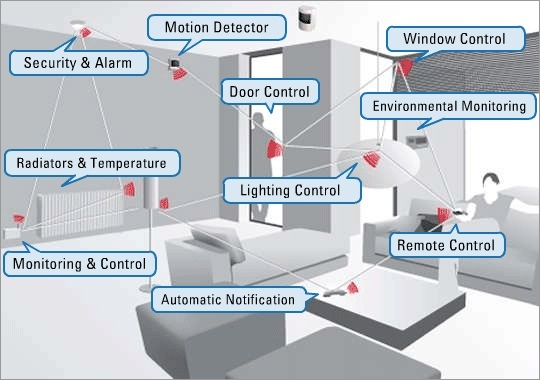 Motion Detector
Window Control
Security & Alarm
Door Control
Environmental Monitoring
Radiators & Temperature
Lighting Control
Remote Control
Monitoring & Control
Automatic Notification